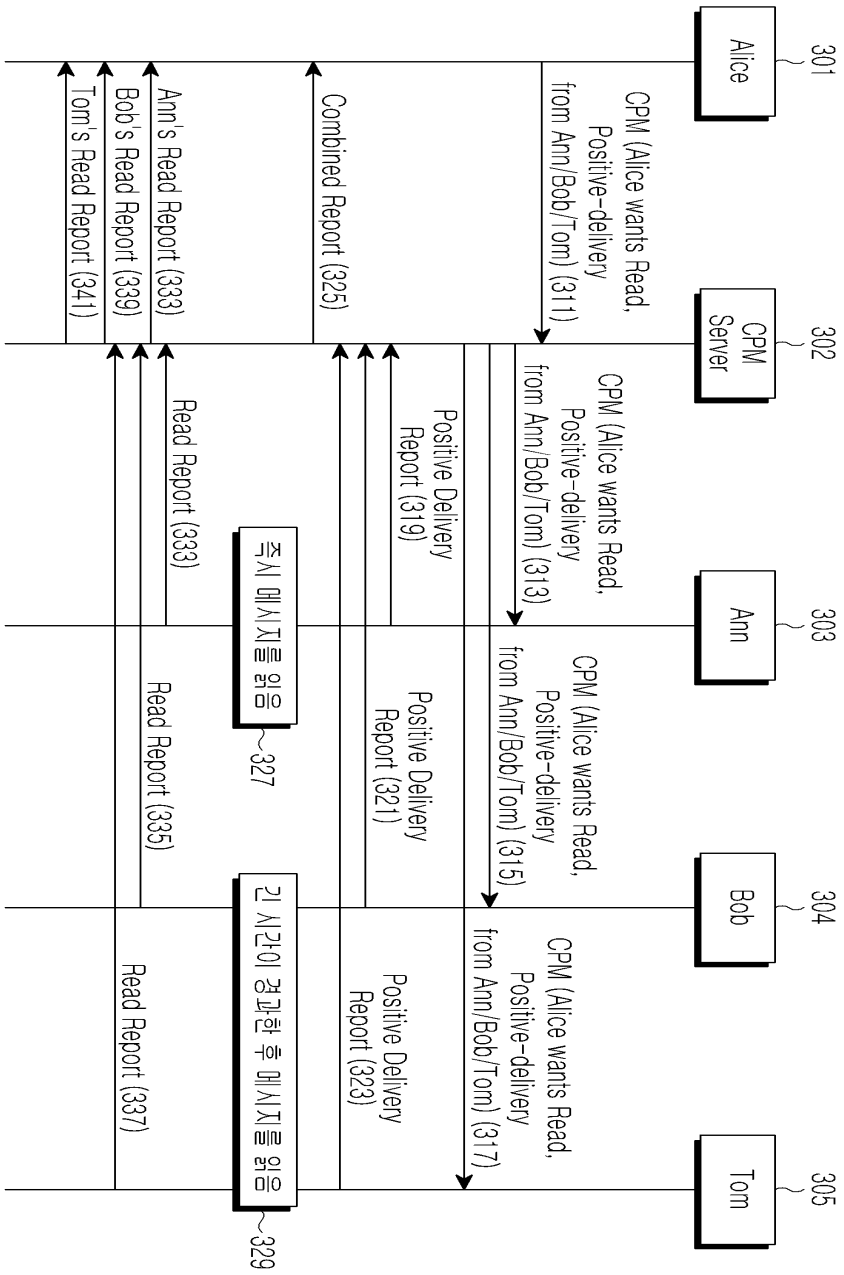 301
302
303
304
305
Alice
CPM
Server
Ann
Bob
Tom
CPM (Alice wants Read,
Positive-delivery
from Ann/Bob/Tom) (311)
CPM (Alice wants Read,
Positive-delivery
from Ann/Bob/Tom) (313)
CPM (Alice wants Read,
Positive-delivery
from Ann/Bob/Tom) (315)
CPM (Alice wants Read,
Positive-delivery
from Ann/Bob/Tom) (317)
Positive Delivery
Report (319)
Positive Delivery
Report (321)
Positive Delivery
Report (323)
Combined Report (325)
즉시 메시지를 읽음
327
긴 시간이 경과한 후 메시지를 읽음
329
Ann's Read Report (333)
Read Report (333)
Bob's Read Report (339)
Read Report (335)
Tom's Read Report (341)
Read Report (337)